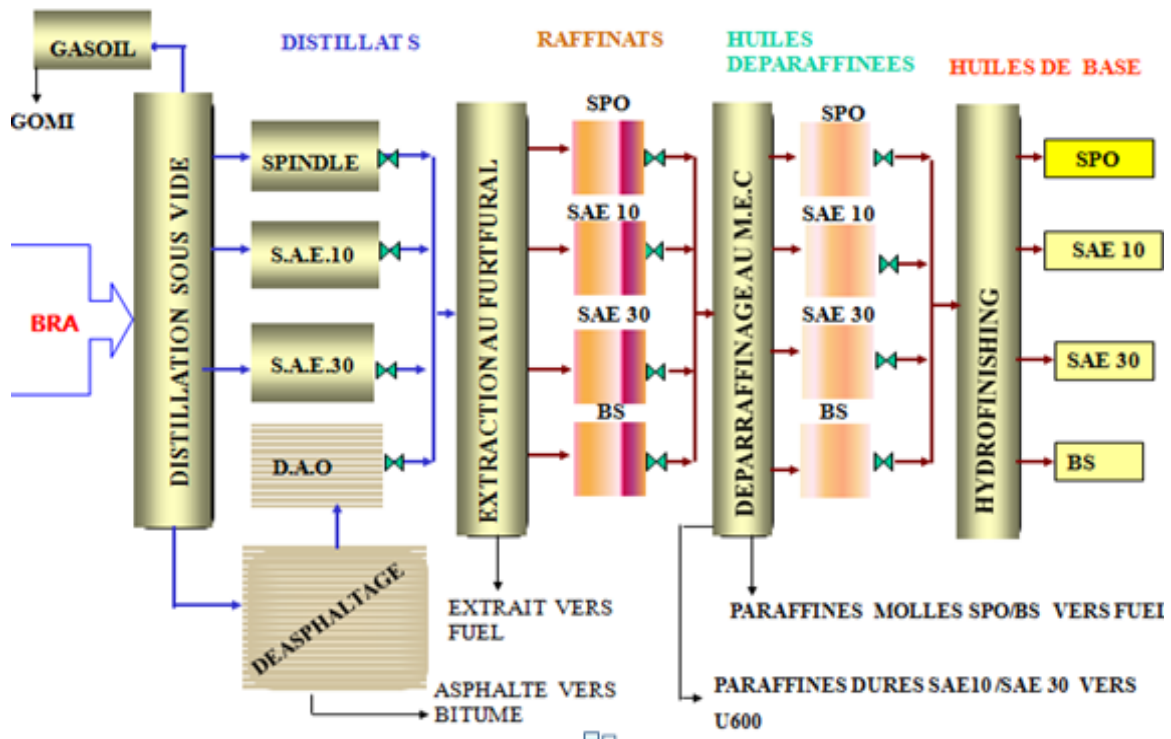 GASOIL
DISTILLATS
RAFFINATS
HUILES
DEPARAFFINEES
HUILES DE BASE
GOMI
BRA
DISTILLATION SOUS VIDE
SPINDLE
S.A.E.10
S.A.E.30
D.A.O
DEASPHALTAGE
ASPHALTE VERS
BITUME
EXTRACTION AU FURTFURAL
EXTRAIT VERS
FUEL
SPO
SAE 10
SAE 30
BS
DEPARRAFFINAGE AU M.E.C
PARAFFINES MOLLES SPO/BS VERS FUEL
PARAFFINES DURES SAE10 /SAE 30 VERS
U600
SPO
SAE 10
SAE 30
BS
HYDROFINISHING
SPO
SAE 10
SAE 30
BS